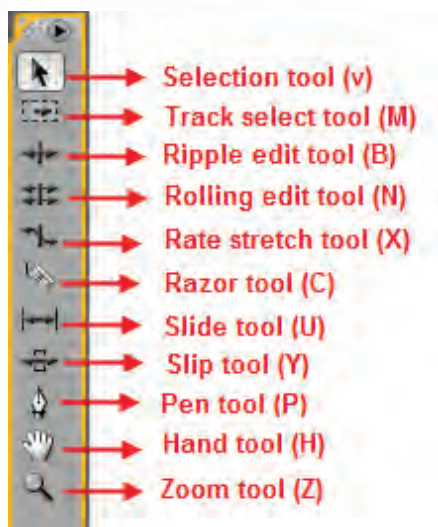 Selection tool (v)
Track select tool (M)
Ripple edit tool (B)
Rolling edit tool (N)
Rate stretch tool (X)
Razor tool (C)
Slide tool (U)
Slip tool (Y)
Pen tool (P)
Hand tool (H)
Zoom tool (Z)